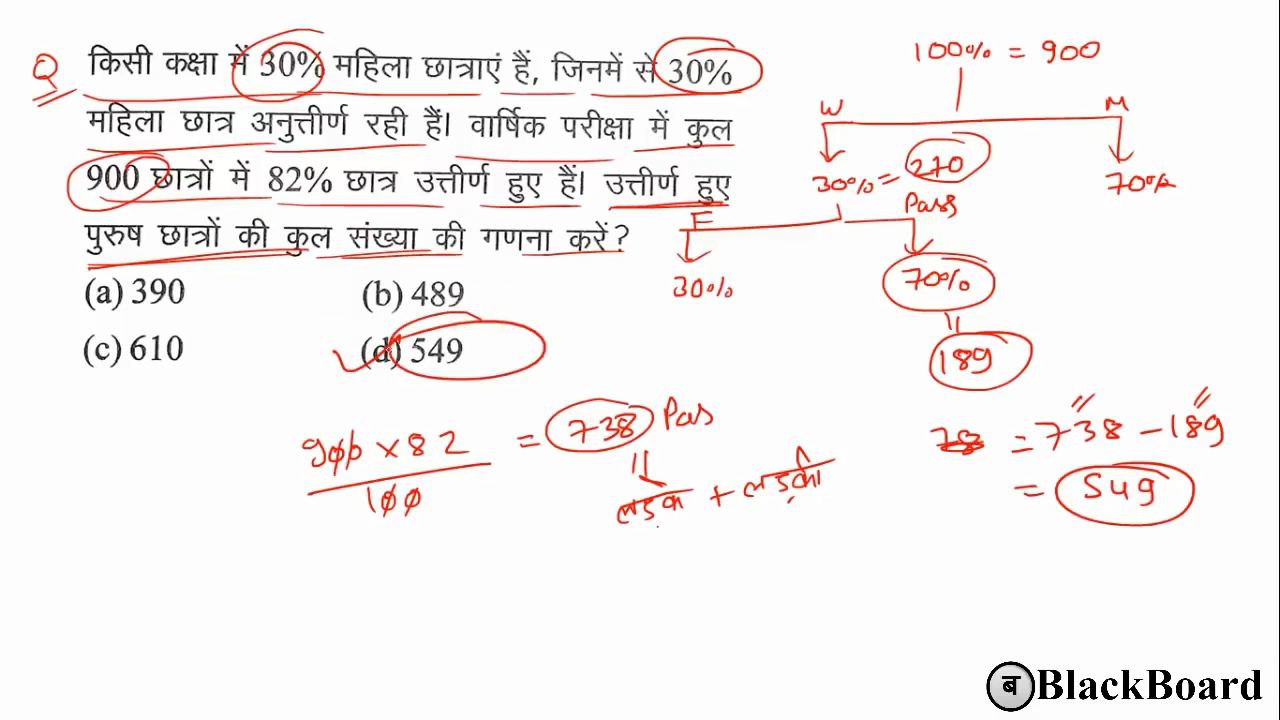 Q किसी कक्षा में 30% महिला छात्राएं हैं, जिनमें से 30%
महिला छात्र अनुत्तीर्ण रही हैं। वार्षिक परीक्षा में कुल
900 छात्रों में 82% छात्र उत्तीर्ण हुए हैं। उत्तीर्ण हुए
पुरुष छात्रों की कुल संख्या की गणना करें?
(a) 390 (b) 489
(c) 610 (d) 549
100% = 900
W M
30% = 270 70%
F Pass
30% 70%
189
900 × 82 = 738 Pas
100
लड़के + लड़की
= 738 - 189
= 549
ब BlackBoard